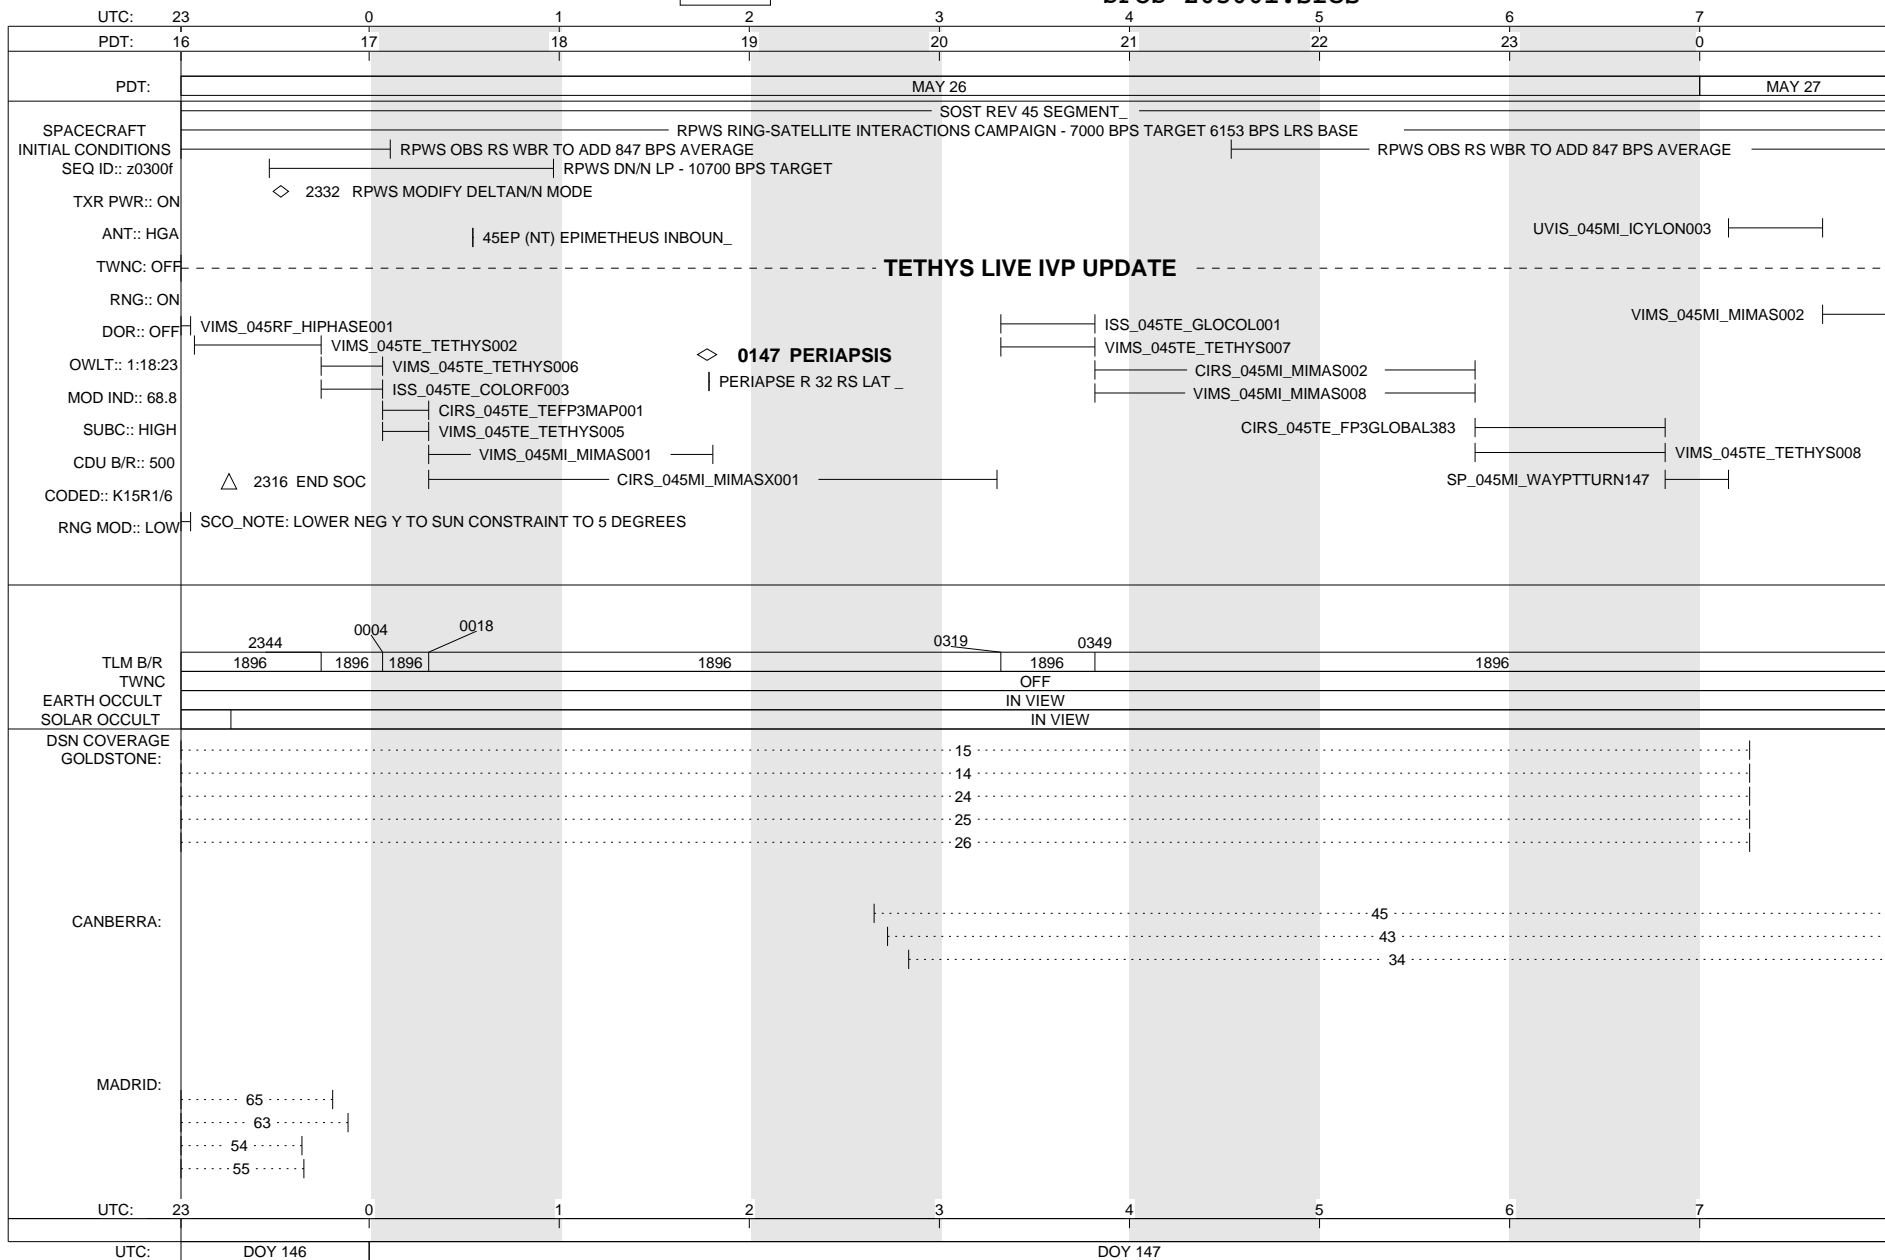 UTC: 23 0 1 2 3 4 5 6 7
PDT: 16 17 18 19 20 21 22 23 0
PDT: MAY 26 MAY 27
SOST REV 45 SEGMENT_
SPACECRAFT
INITIAL CONDITIONS
RPWS RING-SATELLITE INTERACTIONS CAMPAIGN - 7000 BPS TARGET 6153 BPS LRS BASE
RPWS OBS RS WBR TO ADD 847 BPS AVERAGE
RPWS OBS RS WBR TO ADD 847 BPS AVERAGE
SEQ ID:: z0300f
RPWS DN/N LP - 10700 BPS TARGET
2332 RPWS MODIFY DELTAN/N MODE
TXR PWR:: ON
ANT:: HGA
45EP (NT) EPIMETHEUS INBOUN_
UVIS_045MI_ICYLON003
TWNC: OFF
TETHYS LIVE IVP UPDATE
RNG:: ON
VIMS_045MI_MIMAS002
DOR:: OFF
VIMS_045RF_HIPHASE001
ISS_045TE_GLOCOL001
VIMS_045TE_TETHYS002
VIMS_045TE_TETHYS007
0147 PERIAPSIS
OWLT:: 1:18:23
VIMS_045TE_TETHYS006
CIRS_045MI_MIMAS002
PERIAPSE R 32 RS LAT _
ISS_045TE_COLORF003
VIMS_045MI_MIMAS008
MOD IND:: 68.8
CIRS_045TE_TEFP3MAP001
SUBC:: HIGH
VIMS_045TE_TETHYS005
CIRS_045TE_FP3GLOBAL383
VIMS_045MI_MIMAS001
VIMS_045TE_TETHYS008
CDU B/R:: 500
2316 END SOC
CIRS_045MI_MIMASX001
SP_045MI_WAYPTTURN147
CODED:: K15R1/6
RNG MOD:: LOW
SCO_NOTE: LOWER NEG Y TO SUN CONSTRAINT TO 5 DEGREES
2344 0004 0018 0319 0349
TLM B/R 1896 1896 1896 1896 1896 1896
TWNC OFF
EARTH OCCULT IN VIEW
SOLAR OCCULT IN VIEW
DSN COVERAGE
GOLDSTONE:
15
14
24
25
26
CANBERRA:
45
43
34
MADRID:
65
63
54
55
UTC: 23 0 1 2 3 4 5 6 7
UTC: DOY 146 DOY 147